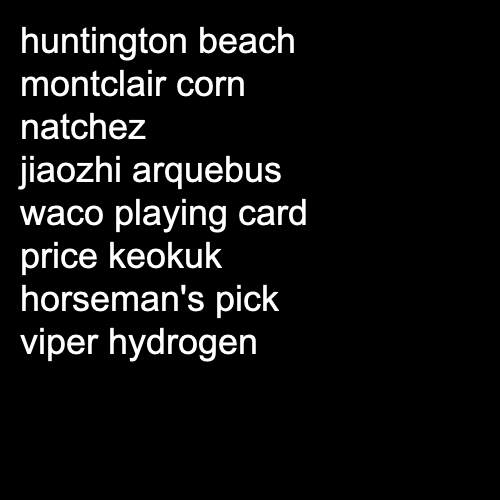 huntington beach
montclair corn
natchez
jiaozhi arquebus
waco playing card
price keokuk
horseman's pick
viper hydrogen